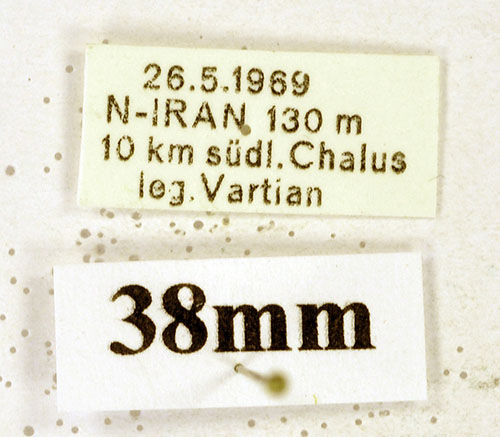 26.5.1969
N-IRAN 130 m
10 km südl.Chalus
leg.Vartian
38mm